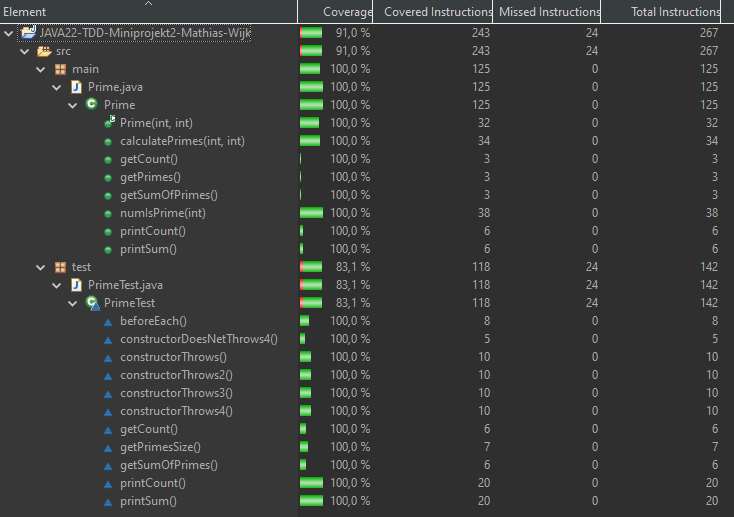 Element Coverage Covered Instructions Missed Instructions Total Instructions
JAVA22-TDD-Miniprojekt2-Mathias-Wijk 91,0 % 243 24 267
src 91,0 % 243 24 267
main 100,0 % 125 0 125
Prime.java 100,0 % 125 0 125
Prime 100,0 % 125 0 125
Prime(int, int) 100,0 % 32 0 32
calculatePrimes(int, int) 100,0 % 34 0 34
getCount() 100,0 % 3 0 3
getPrimes() 100,0 % 3 0 3
getSumOfPrimes() 100,0 % 3 0 3
numIsPrime(int) 100,0 % 38 0 38
printCount() 100,0 % 6 0 6
printSum() 100,0 % 6 0 6
test 83,1 % 118 24 142
PrimeTest.java 83,1 % 118 24 142
PrimeTest 83,1 % 118 24 142
beforeEach() 100,0 % 8 0 8
constructorDoesNetThrows4() 100,0 % 5 0 5
constructorThrows() 100,0 % 10 0 10
constructorThrows2() 100,0 % 10 0 10
constructorThrows3() 100,0 % 10 0 10
constructorThrows4() 100,0 % 10 0 10
getCount() 100,0 % 6 0 6
getPrimesSize() 100,0 % 7 0 7
getSumOfPrimes() 100,0 % 6 0 6
printCount() 100,0 % 20 0 20
printSum() 100,0 % 20 0 20